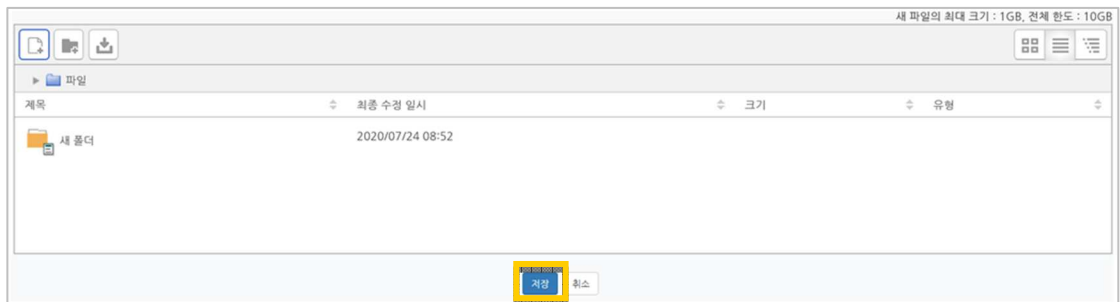 새 파일의 최대 크기 : 1GB, 전체 한도 : 10GB
파일
제목 최종 수정 일시 크기 유형
새 폴더 2020/07/24 08:52
저장 취소